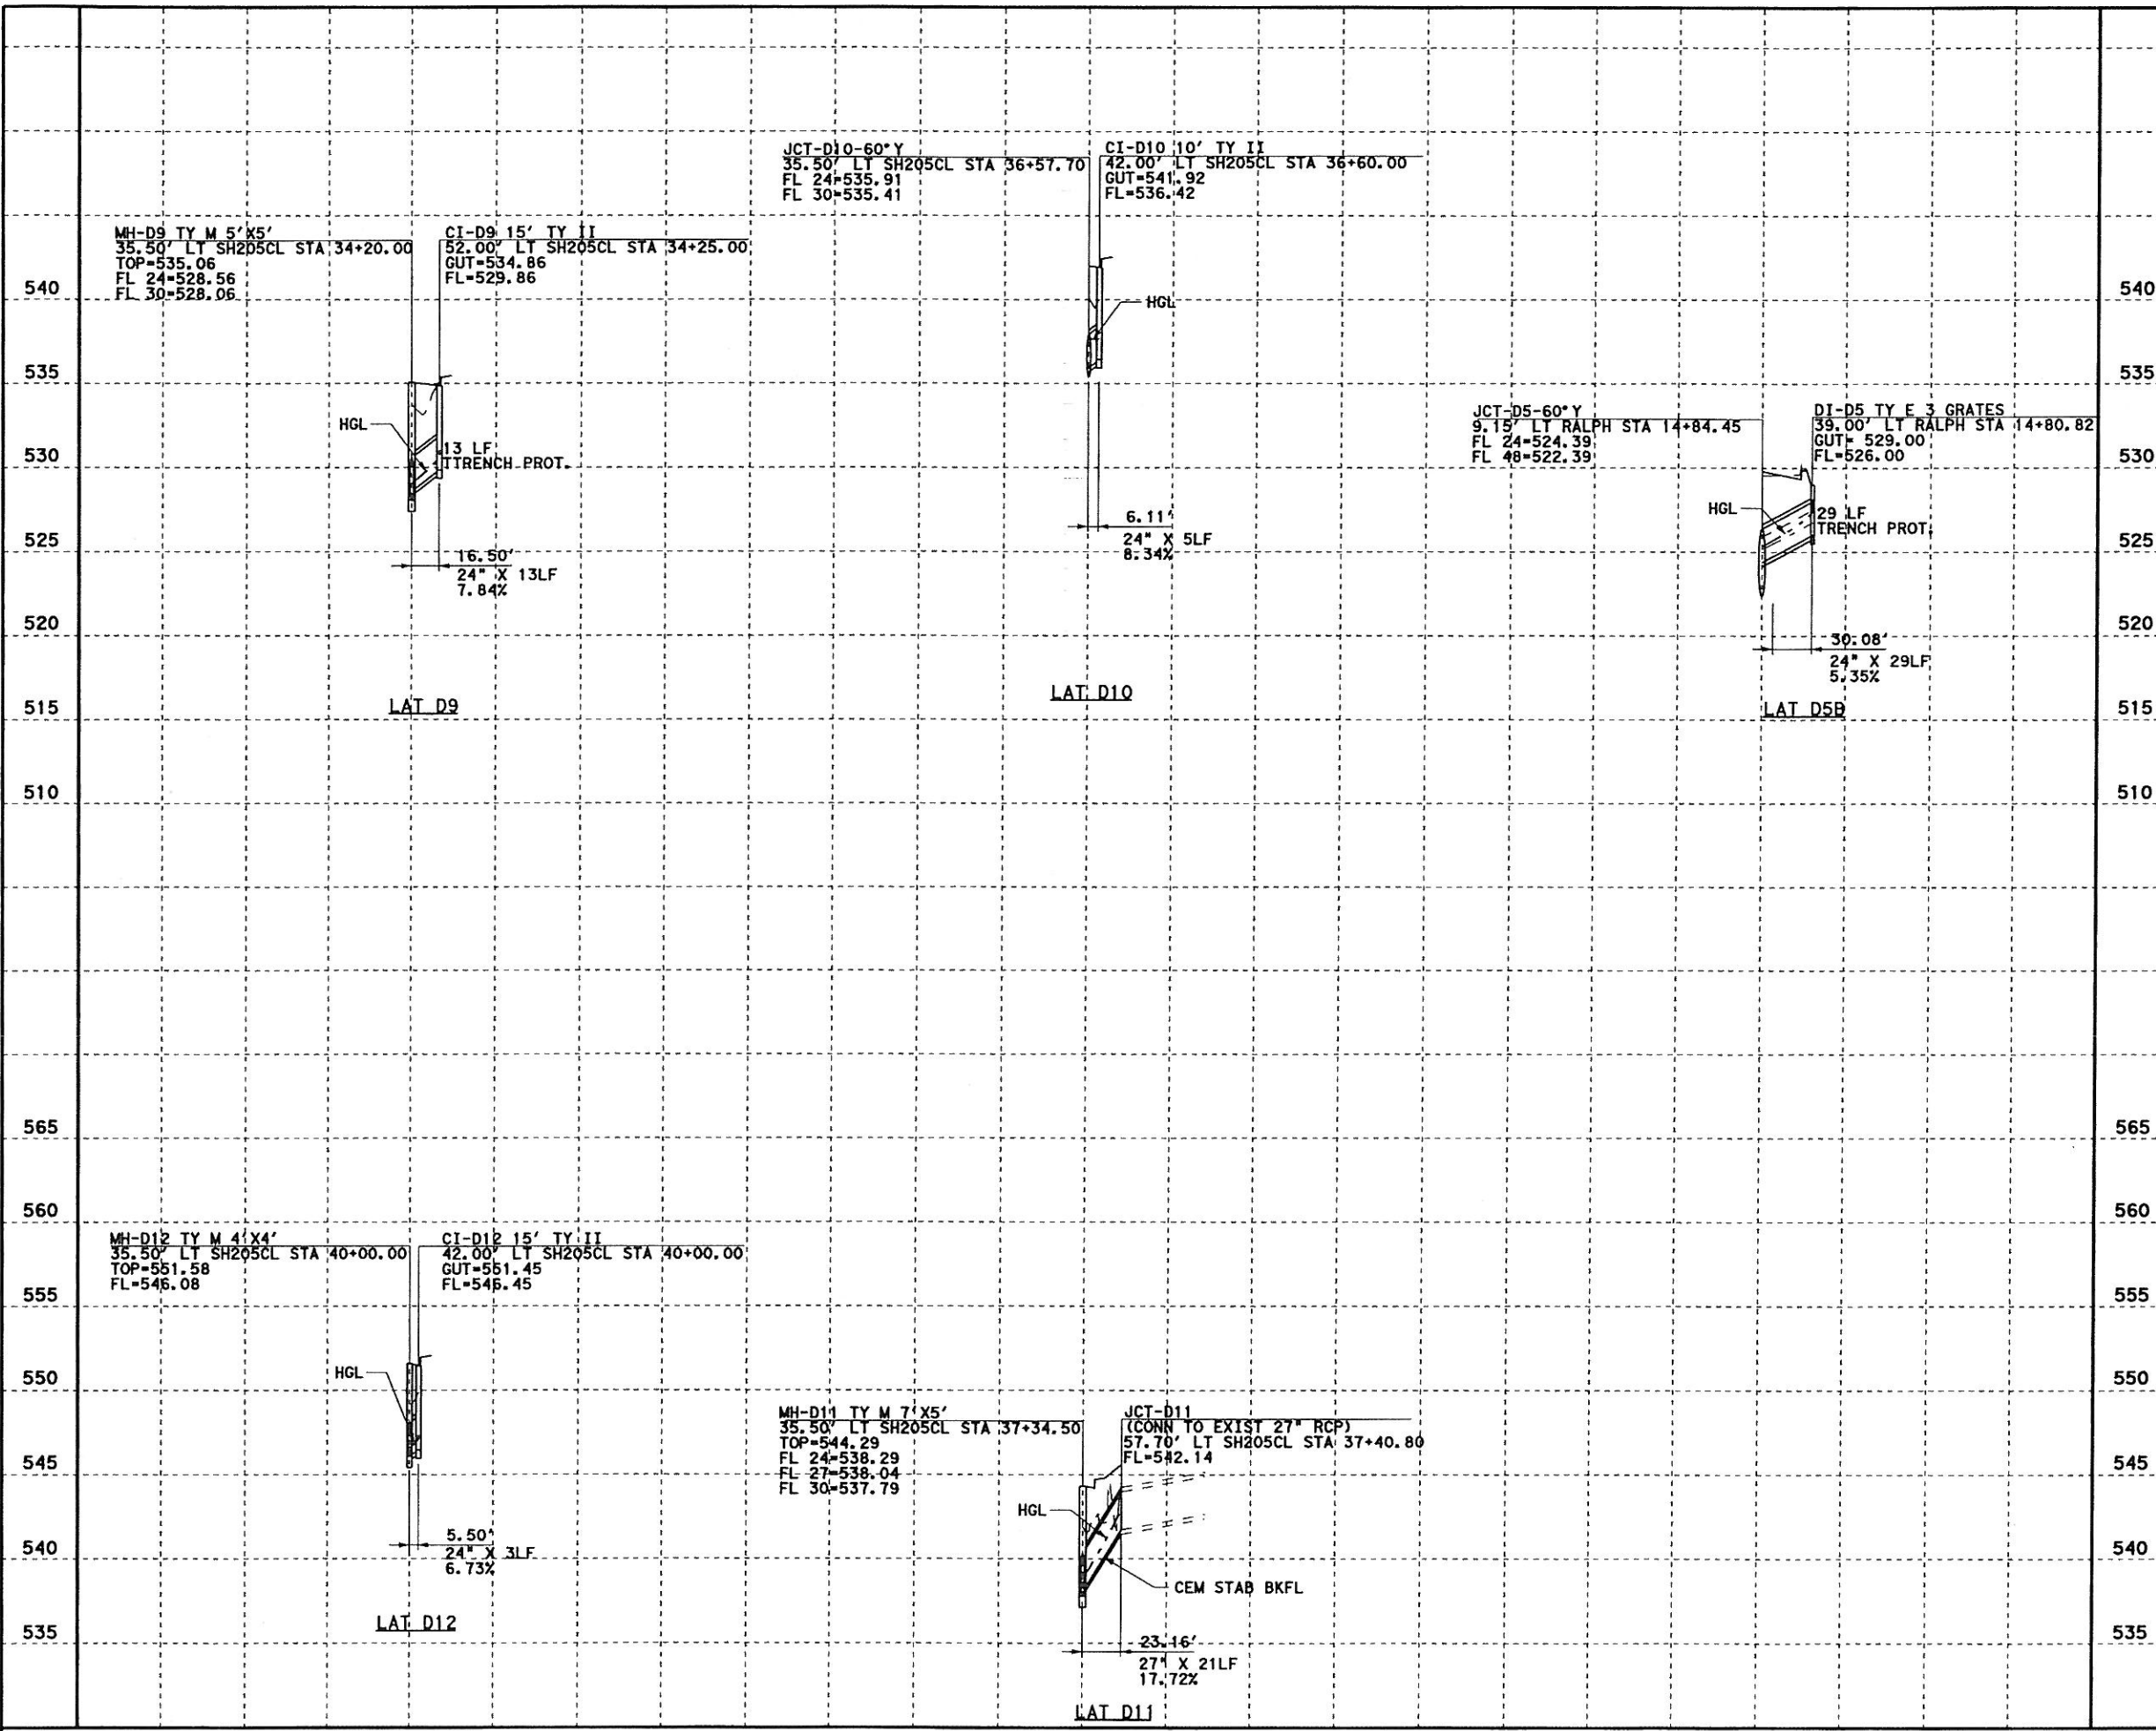 JCT-D10-60°Y
35.50' LT SH205CL STA 36+57.70
FL 24=535.91
FL 30=535.41
CI-D10 10' TY II
42.00' LT SH205CL STA 36+60.00
GUT=541.92
FL=536.42
MH-D9 TY M 5'X5'
35.50' LT SH205CL STA 34+20.00
TOP=535.06
FL 24=528.56
FL 30=528.06
CI-D9 15' TY II
52.00' LT SH205CL STA 34+25.00
GUT=534.86
FL=529.86
540
HGL
540
535
535
JCT-D5-60°Y
9.15' LT RALPH STA 14+84.45
FL 24=524.39
FL 48=522.39
DI-D5 TY E 3 GRATES
39.00' LT RALPH STA 14+80.82
GUT= 529.00
FL=526.00
HGL
13 LF
TTRENCH PROT.
530
530
HGL
29 LF
TRENCH PROT.
6.11'
24" X 5LF
8.34%
525
525
16.50'
24" X 13LF
7.84%
520
520
30.08'
24" X 29LF
5.35%
LAT D9
LAT D10
LAT D5B
515
515
510
510
565
565
560
560
MH-D12 TY M 4'X4'
35.50' LT SH205CL STA 40+00.00
TOP=551.58
FL=546.08
CI-D12 15' TY II
42.00' LT SH205CL STA 40+00.00
GUT=551.45
FL=546.45
555
555
HGL
550
550
MH-D11 TY M 7'X5'
35.50' LT SH205CL STA 37+34.50
TOP=544.29
FL 24=538.29
FL 27=538.04
FL 30=537.79
JCT-D11
(CONN TO EXIST 27" RCP)
57.70' LT SH205CL STA 37+40.80
FL=542.14
545
545
HGL
5.50'
24" X 3LF
6.73%
540
540
CEM STAB BKFL
LAT D12
535
535
23.16'
27" X 21LF
17.72%
LAT D11